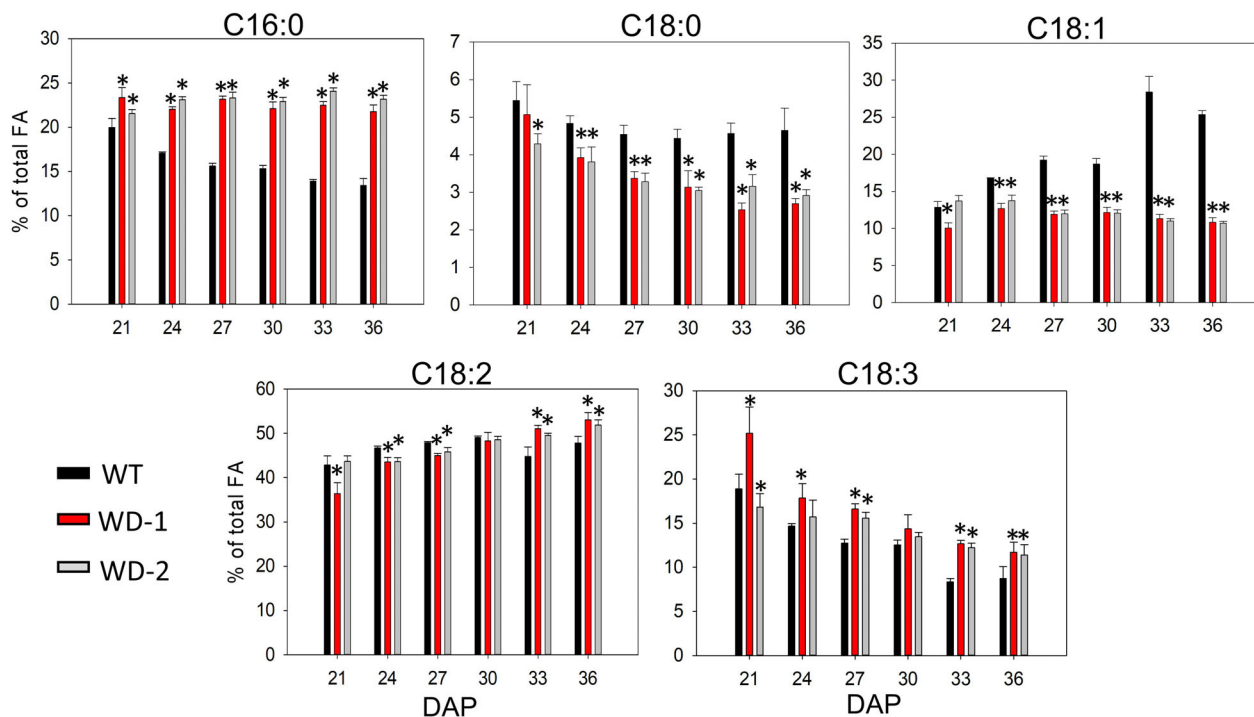 C16:0
C18:0
C18:1
% of total FA
30
25
20
15
10
5
0
* * * * * * * * * * * *
21 24 27 30 33 36
7
6
5
4
3
2
1
0
* * * * * * * * * * *
21 24 27 30 33 36
35
30
25
20
15
10
5
0
* * * * * * * * * * *
21 24 27 30 33 36
C18:2
C18:3
WT
WD-1
WD-2
% of total FA
60
50
40
30
20
10
0
* * * * * * * * *
21 24 27 30 33 36
DAP
30
25
20
15
10
5
0
* * * * * * * * *
21 24 27 30 33 36
DAP